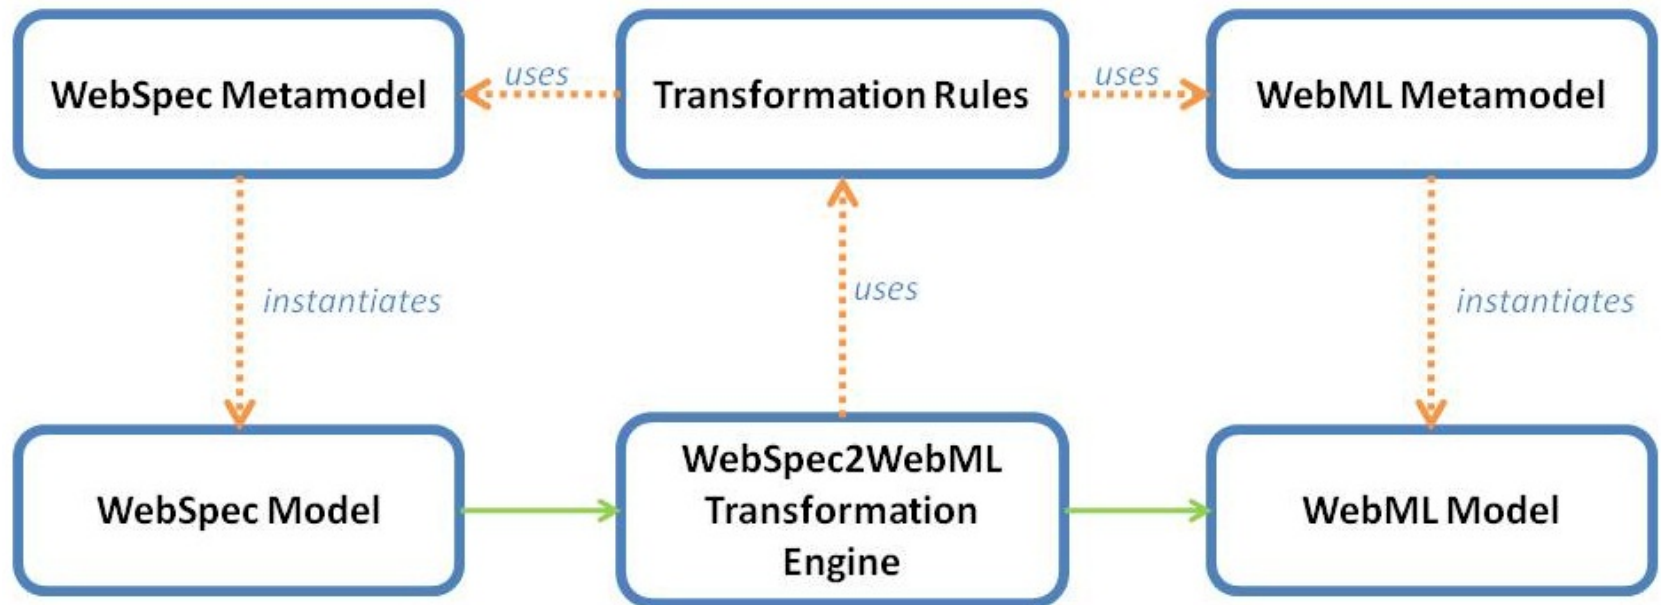 uses
uses
WebSpec Metamodel
Transformation Rules
WebML Metamodel
instantiates
uses
instantiates
WebSpec Model
WebSpec2WebML
Transformation
Engine
WebML Model